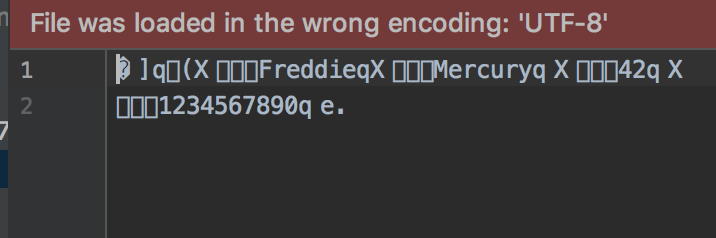 File was loaded in the wrong encoding: 'UTF-8'
1 � ]q▯(X ▯▯▯FreddieqX ▯▯▯Mercuryq X ▯▯▯42q X
2 ▯▯▯1234567890q e.